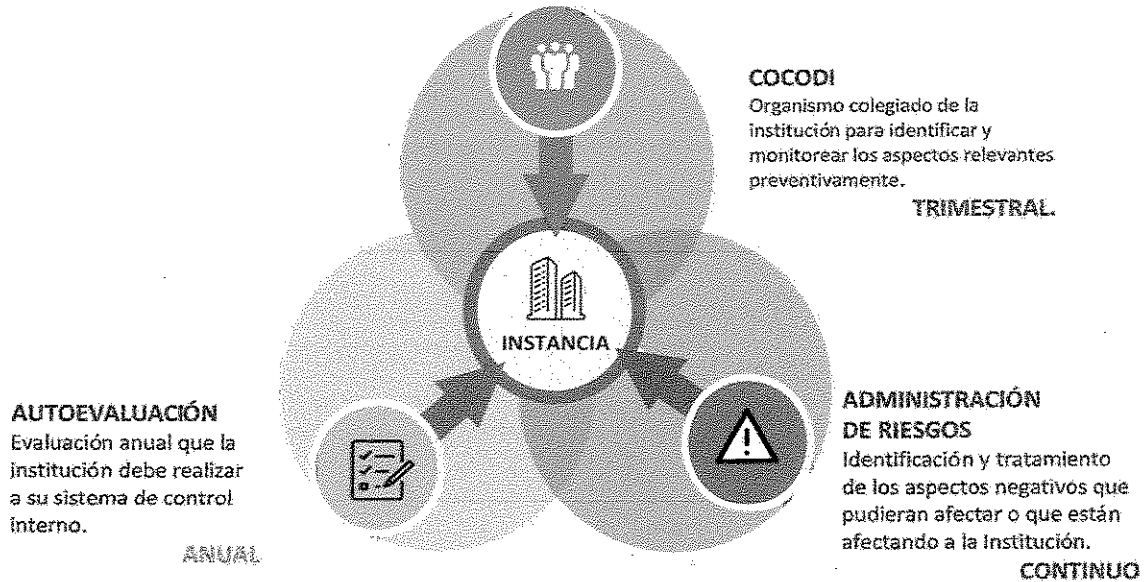 COCODI
Organismo colegiado de la
institución para identificar y
monitorear los aspectos relevantes
preventivamente.
TRIMESTRAL.
INSTANCIA
AUTOEVALUACIÓN
Evaluación anual que la
institución debe realizar
a su sistema de control
interno.
ANUAL
ADMINISTRACIÓN
DE RIESGOS
Identificación y tratamiento
de los aspectos negativos que
pudieran afectar o que están
afectando a la Institución.
CONTINUO